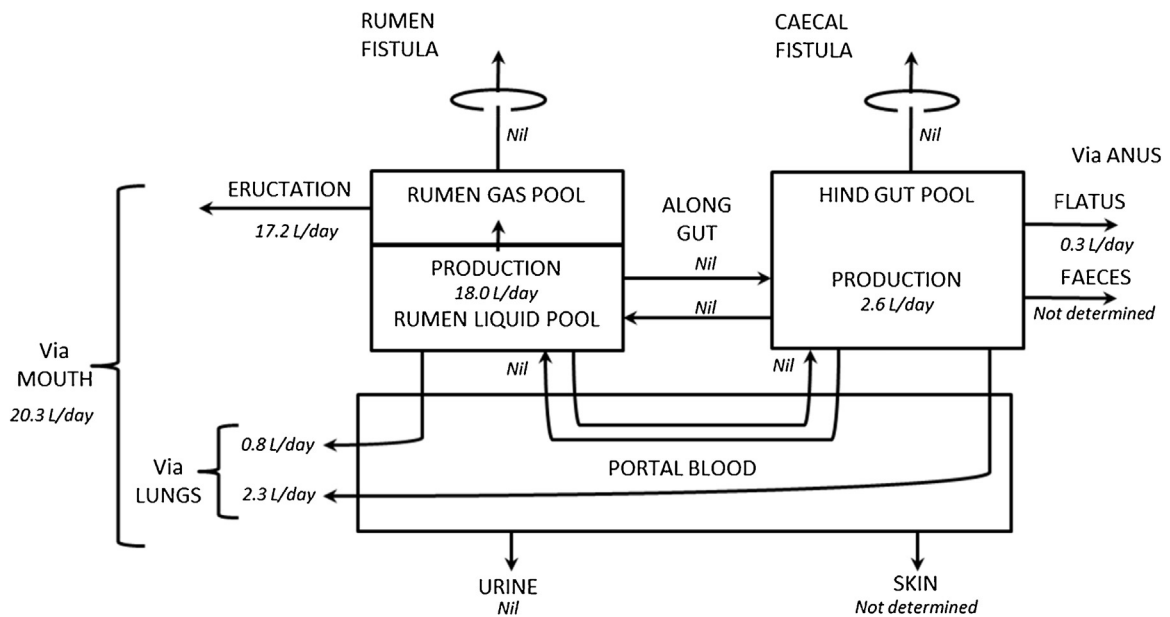 RUMEN
FISTULA
CAECAL
FISTULA
Nil
Nil
Via ANUS
ERUCTATION
17.2 L/day
RUMEN GAS POOL
ALONG
GUT
HIND GUT POOL
FLATUS
0.3 L/day
PRODUCTION
18.0 L/day
RUMEN LIQUID POOL
Nil
Nil
PRODUCTION
2.6 L/day
FAECES
Not determined
Via
MOUTH
20.3 L/day
Nil
Nil
Via
LUNGS
0.8 L/day
2.3 L/day
PORTAL BLOOD
URINE
Nil
SKIN
Not determined